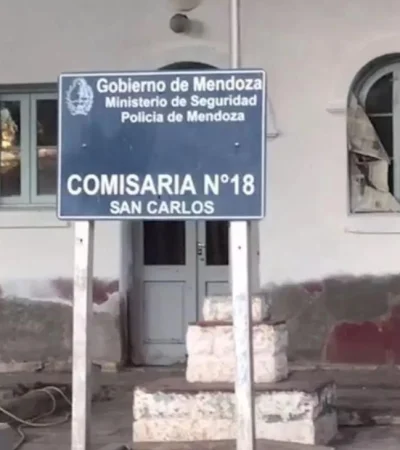 Gobierno de Mendoza
Ministerio de Seguridad
Policia de Mendoza
COMISARIA N°18
SAN CARLOS